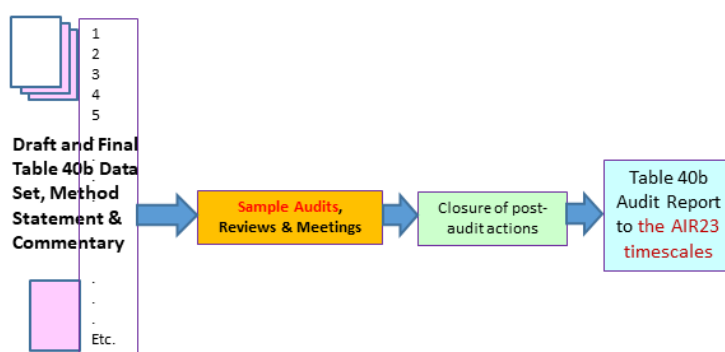 1
2
3
4
5
.
Draft and Final
Table 40b Data
Set, Method
Statement &
Commentary
.
.
.
.
Etc.
Sample Audits,
Reviews & Meetings
Closure of post-
audit actions
Table 40b
Audit Report
to the AIR23
timescales